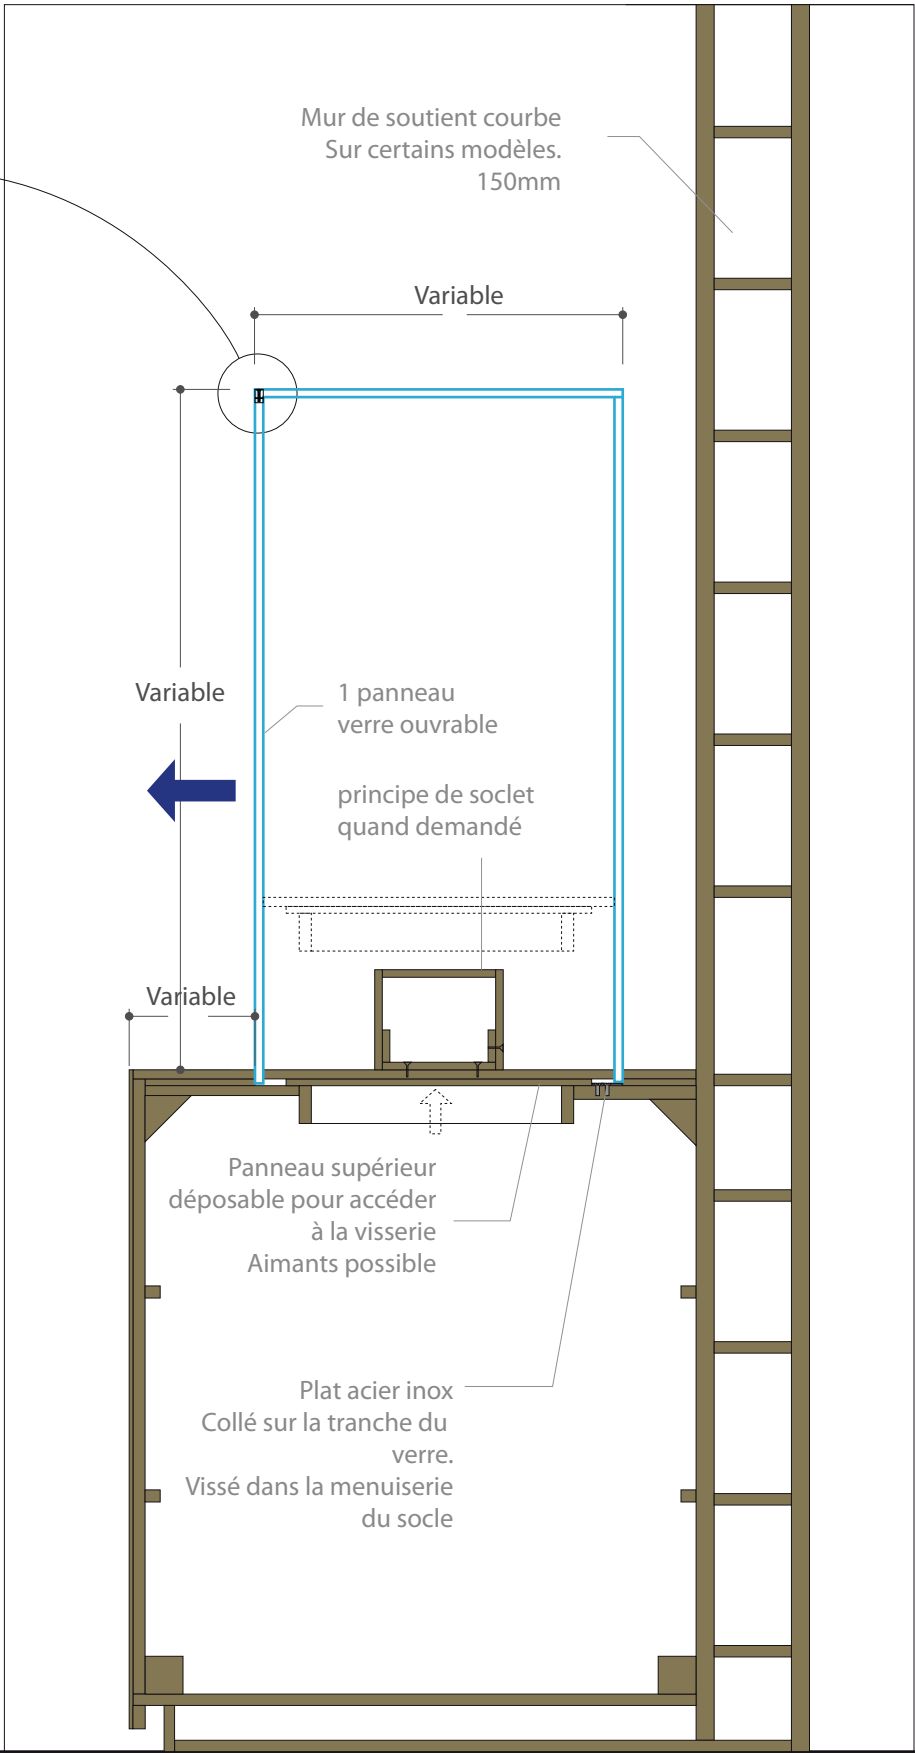 Mur de soutient courbe
Sur certains modèles.
150mm
Variable
Variable
1 panneau
verre ouvrable
principe de soclet
quand demandé
Variable
Panneau supérieur
déposable pour accéder
à la visserie
Aimants possible
Plat acier inox
Collé sur la tranche du
verre.
Vissé dans la menuiserie
du socle